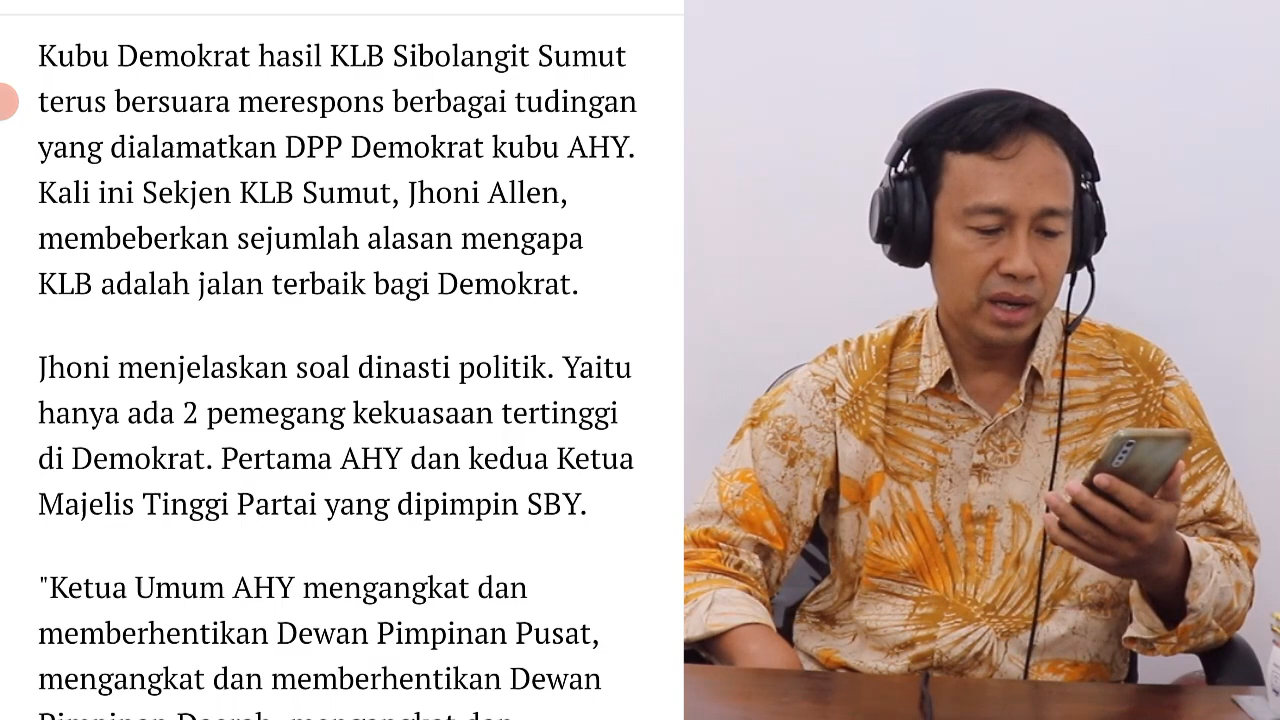 Kubu Demokrat hasil KLB Sibolangit Sumut
terus bersuara merespons berbagai tudingan
yang dialamatkan DPP Demokrat kubu AHY.
Kali ini Sekjen KLB Sumut, Jhoni Allen,
membeberkan sejumlah alasan mengapa
KLB adalah jalan terbaik bagi Demokrat.
Jhoni menjelaskan soal dinasti politik. Yaitu
hanya ada 2 pemegang kekuasaan tertinggi
di Demokrat. Pertama AHY dan kedua Ketua
Majelis Tinggi Partai yang dipimpin SBY.
"Ketua Umum AHY mengangkat dan
memberhentikan Dewan Pimpinan Pusat,
mengangkat dan memberhentikan Dewan